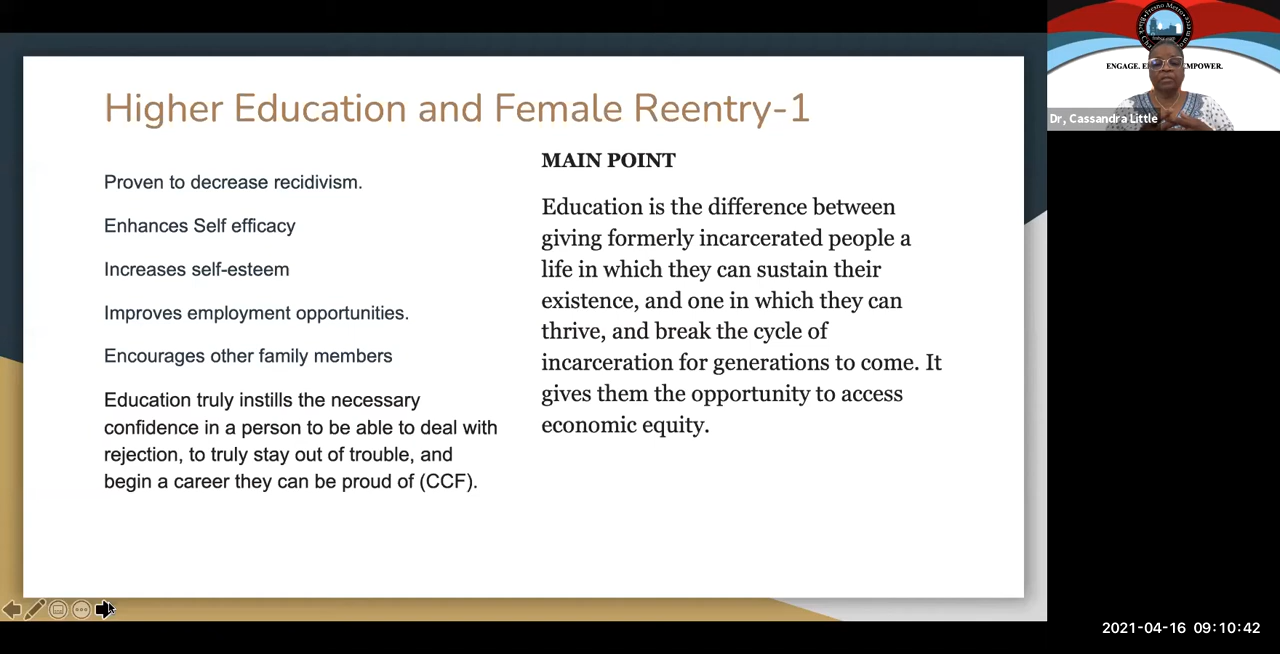 Higher Education and Female Reentry-1
Proven to decrease recidivism.
Enhances Self efficacy
Increases self-esteem
Improves employment opportunities.
Encourages other family members
Education truly instills the necessary
confidence in a person to be able to deal with
rejection, to truly stay out of trouble, and
begin a career they can be proud of (CCF).
MAIN POINT
Education is the difference between
giving formerly incarcerated people a
life in which they can sustain their
existence, and one in which they can
thrive, and break the cycle of
incarceration for generations to come. It
gives them the opportunity to access
economic equity.
Fresno Metro
ENGAGE.
Dr, Cassandra Little
2021-04-16 09:10:42